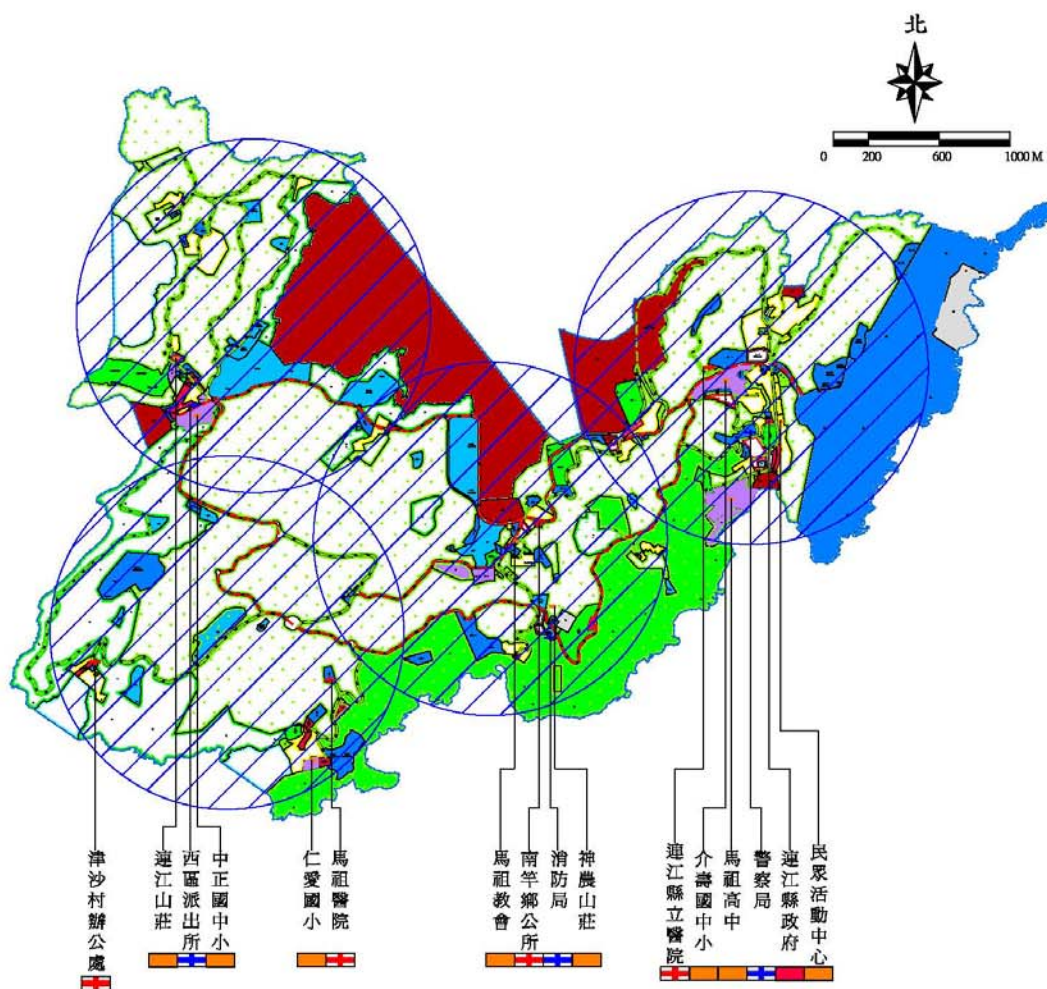 北
0 200 600 1000M
津沙村辦公處
連江山莊
西區派出所
中正國中小
仁愛國小
馬祖醫院
馬祖教會
南竿鄉公所
消防局
神農山莊
連江縣立醫院
介壽國中小
馬祖高中
警察局
連江縣政府
民眾活動中心